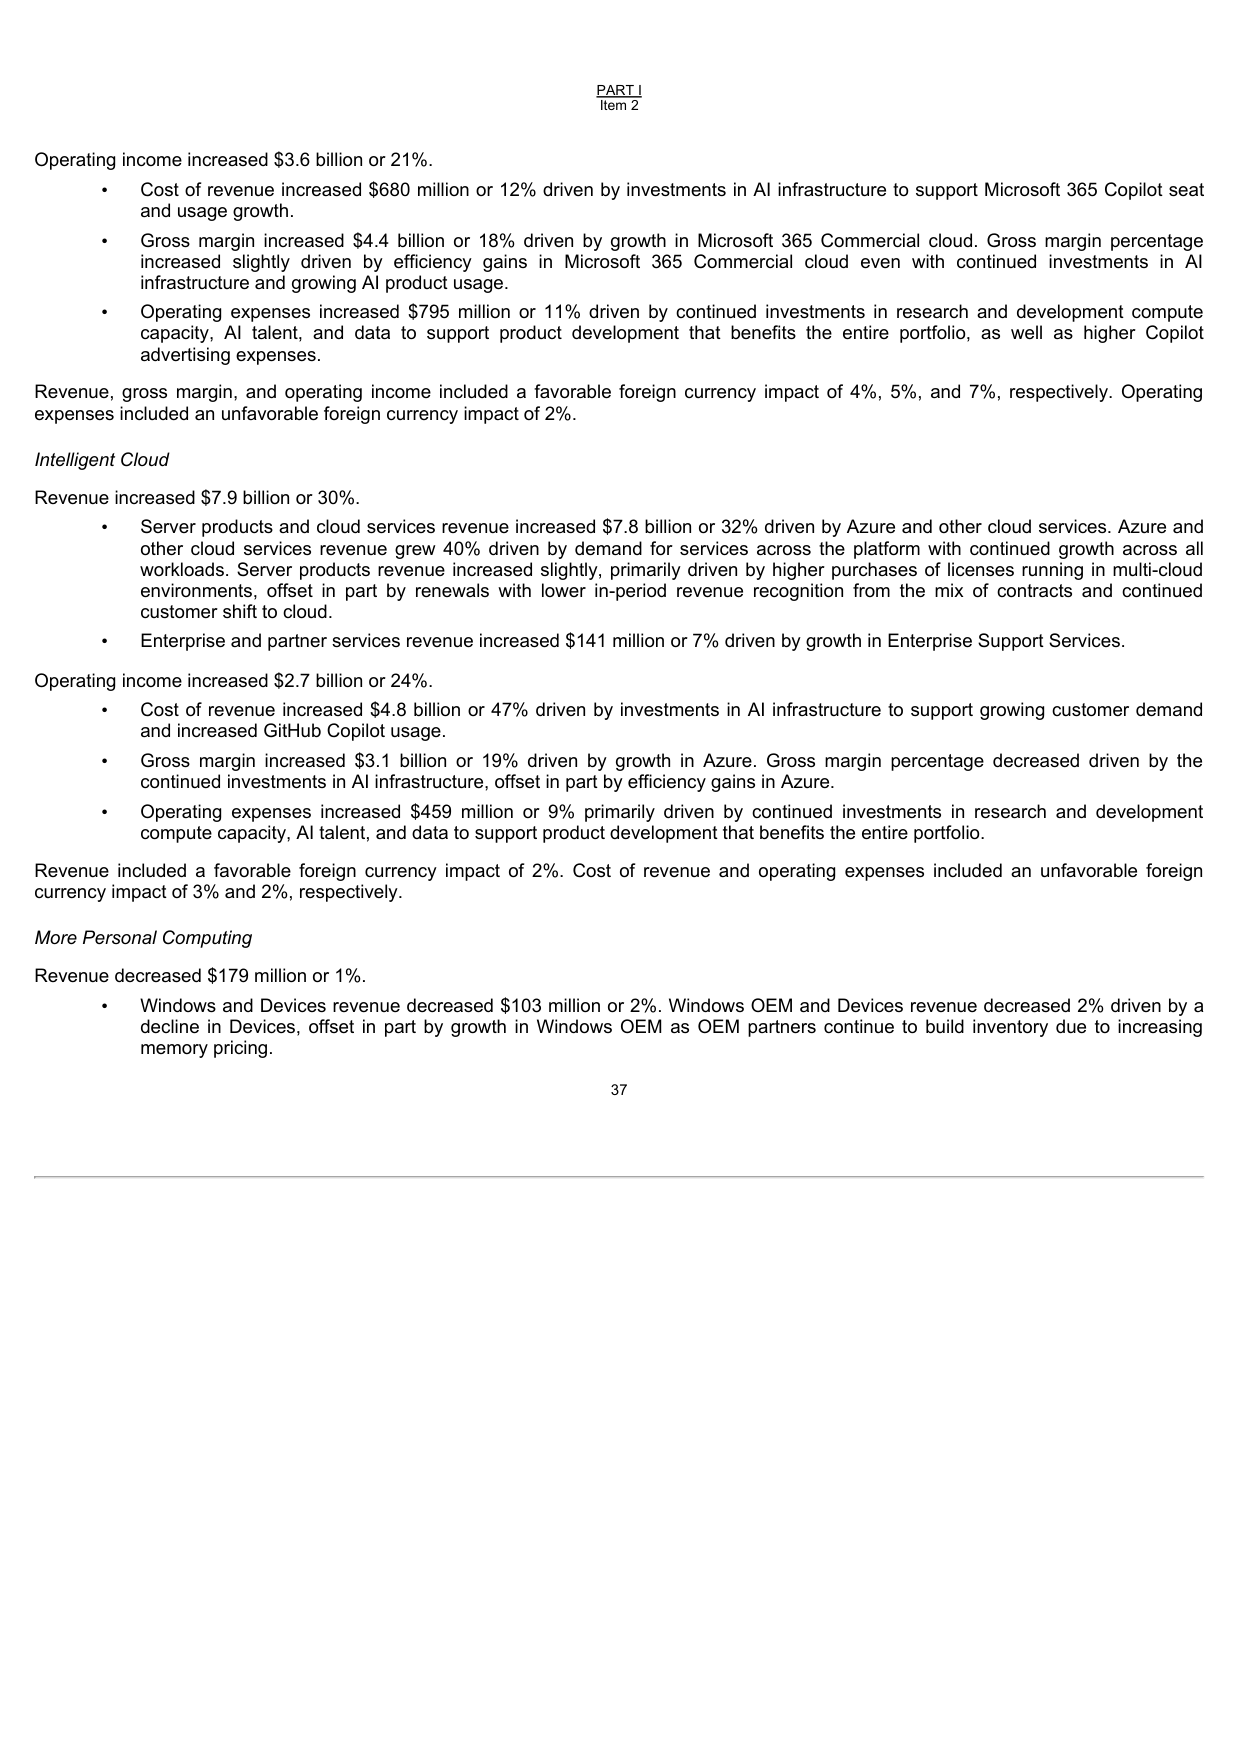 PART I
Item 2
Operating income increased $3.6 billion or 21%.
• Cost of revenue increased $680 million or 12% driven by investments in AI infrastructure to support Microsoft 365 Copilot seat
and usage growth.
• Gross margin increased $4.4 billion or 18% driven by growth in Microsoft 365 Commercial cloud. Gross margin percentage
increased slightly driven by efficiency gains in Microsoft 365 Commercial cloud even with continued investments in AI
infrastructure and growing AI product usage.
• Operating expenses increased $795 million or 11% driven by continued investments in research and development compute
capacity, AI talent, and data to support product development that benefits the entire portfolio, as well as higher Copilot
advertising expenses.
Revenue, gross margin, and operating income included a favorable foreign currency impact of 4%, 5%, and 7%, respectively. Operating
expenses included an unfavorable foreign currency impact of 2%.
Intelligent Cloud
Revenue increased $7.9 billion or 30%.
• Server products and cloud services revenue increased $7.8 billion or 32% driven by Azure and other cloud services. Azure and
other cloud services revenue grew 40% driven by demand for services across the platform with continued growth across all
workloads. Server products revenue increased slightly, primarily driven by higher purchases of licenses running in multi-cloud
environments, offset in part by renewals with lower in-period revenue recognition from the mix of contracts and continued
customer shift to cloud.
• Enterprise and partner services revenue increased $141 million or 7% driven by growth in Enterprise Support Services.
Operating income increased $2.7 billion or 24%.
• Cost of revenue increased $4.8 billion or 47% driven by investments in AI infrastructure to support growing customer demand
and increased GitHub Copilot usage.
• Gross margin increased $3.1 billion or 19% driven by growth in Azure. Gross margin percentage decreased driven by the
continued investments in AI infrastructure, offset in part by efficiency gains in Azure.
• Operating expenses increased $459 million or 9% primarily driven by continued investments in research and development
compute capacity, AI talent, and data to support product development that benefits the entire portfolio.
Revenue included a favorable foreign currency impact of 2%. Cost of revenue and operating expenses included an unfavorable foreign
currency impact of 3% and 2%, respectively.
More Personal Computing
Revenue decreased $179 million or 1%.
• Windows and Devices revenue decreased $103 million or 2%. Windows OEM and Devices revenue decreased 2% driven by a
decline in Devices, offset in part by growth in Windows OEM as OEM partners continue to build inventory due to increasing
memory pricing.
37